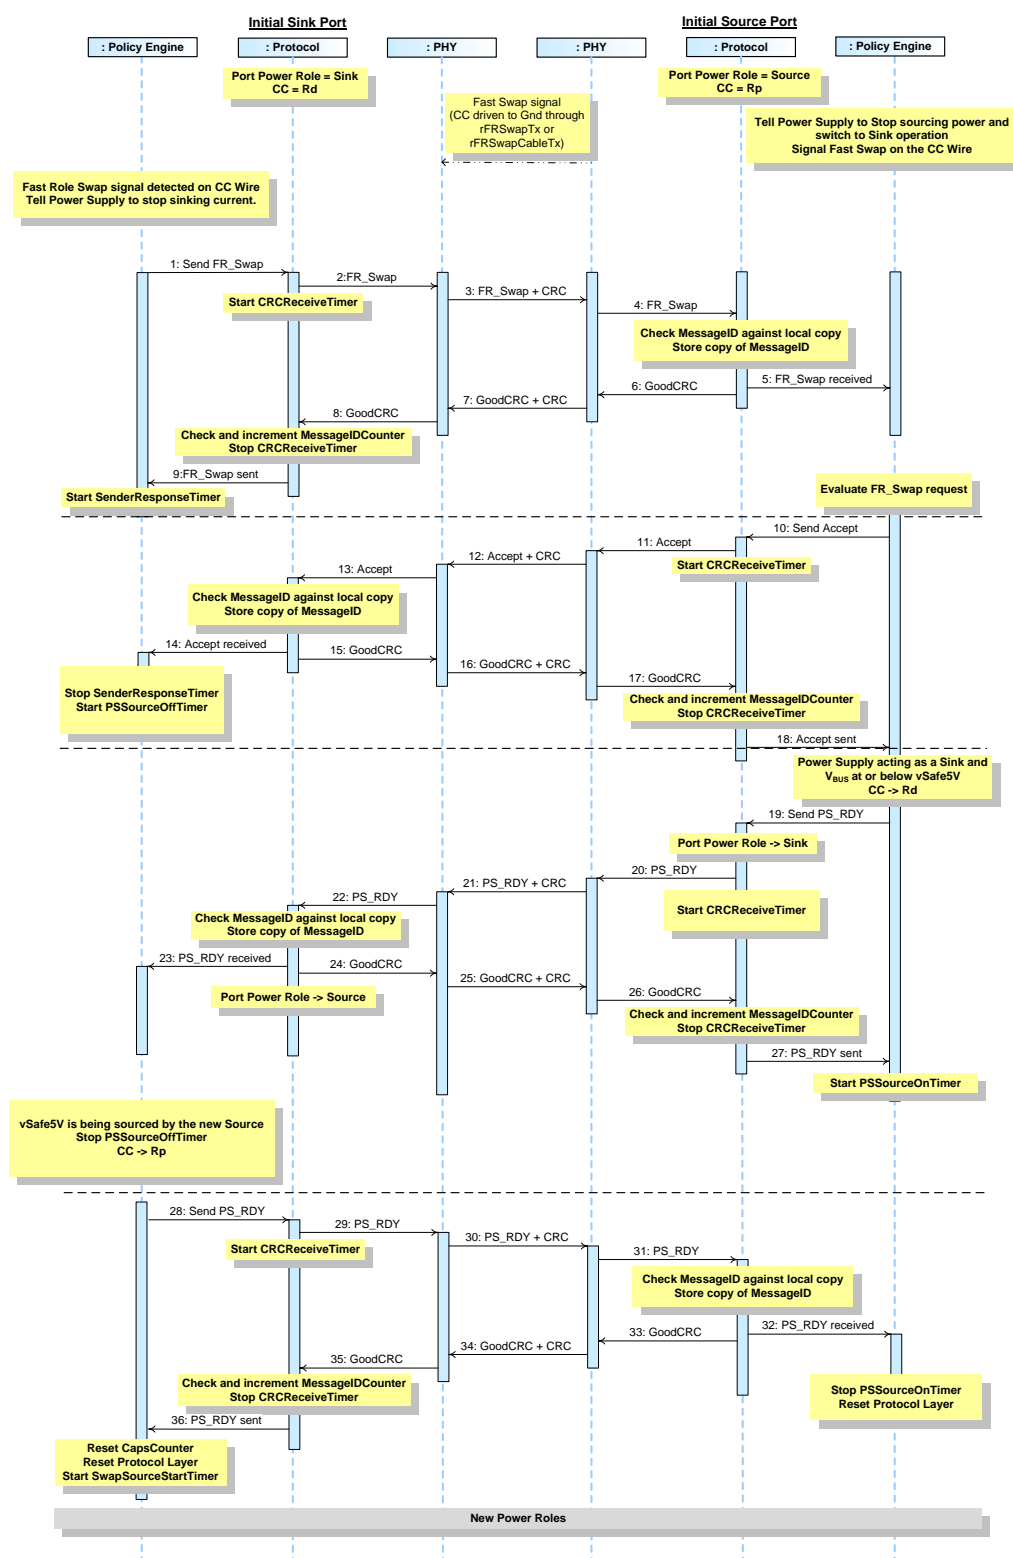 Initial Sink Port
Initial Source Port
: Policy Engine
: Protocol
: PHY
: PHY
: Protocol
: Policy Engine
Port Power Role = Sink
CC = Rd
Port Power Role = Source
CC = Rp
Fast Swap signal
(CC driven to Gnd through
rFRSwapTx or
rFRSwapCableTx)
Tell Power Supply to Stop sourcing power and
switch to Sink operation
Signal Fast Swap on the CC Wire
Fast Role Swap signal detected on CC Wire
Tell Power Supply to stop sinking current.
1: Send FR_Swap
2:FR_Swap
Start CRCReceiveTimer
3: FR_Swap + CRC
4: FR_Swap
Check MessageID against local copy
Store copy of MessageID
5: FR_Swap received
6: GoodCRC
7: GoodCRC + CRC
8: GoodCRC
Check and increment MessageIDCounter
Stop CRCReceiveTimer
9:FR_Swap sent
Start SenderResponseTimer
Evaluate FR_Swap request
10: Send Accept
11: Accept
Start CRCReceiveTimer
12: Accept + CRC
13: Accept
Check MessageID against local copy
Store copy of MessageID
14: Accept received
15: GoodCRC
16: GoodCRC + CRC
17: GoodCRC
Stop SenderResponseTimer
Start PSSourceOffTimer
Check and increment MessageIDCounter
Stop CRCReceiveTimer
18: Accept sent
Power Supply acting as a Sink and
VBUS at or below vSafe5V
CC -> Rd
19: Send PS_RDY
Port Power Role -> Sink
20: PS_RDY
21: PS_RDY + CRC
22: PS_RDY
Start CRCReceiveTimer
Check MessageID against local copy
Store copy of MessageID
23: PS_RDY received
24: GoodCRC
25: GoodCRC + CRC
26: GoodCRC
Port Power Role -> Source
Check and increment MessageIDCounter
Stop CRCReceiveTimer
27: PS_RDY sent
Start PSSourceOnTimer
vSafe5V is being sourced by the new Source
Stop PSSourceOffTimer
CC -> Rp
28: Send PS_RDY
29: PS_RDY
Start CRCReceiveTimer
30: PS_RDY + CRC
31: PS_RDY
Check MessageID against local copy
Store copy of MessageID
32: PS_RDY received
33: GoodCRC
34: GoodCRC + CRC
35: GoodCRC
Check and increment MessageIDCounter
Stop CRCReceiveTimer
Stop PSSourceOnTimer
Reset Protocol Layer
36: PS_RDY sent
Reset CapsCounter
Reset Protocol Layer
Start SwapSourceStartTimer
New Power Roles